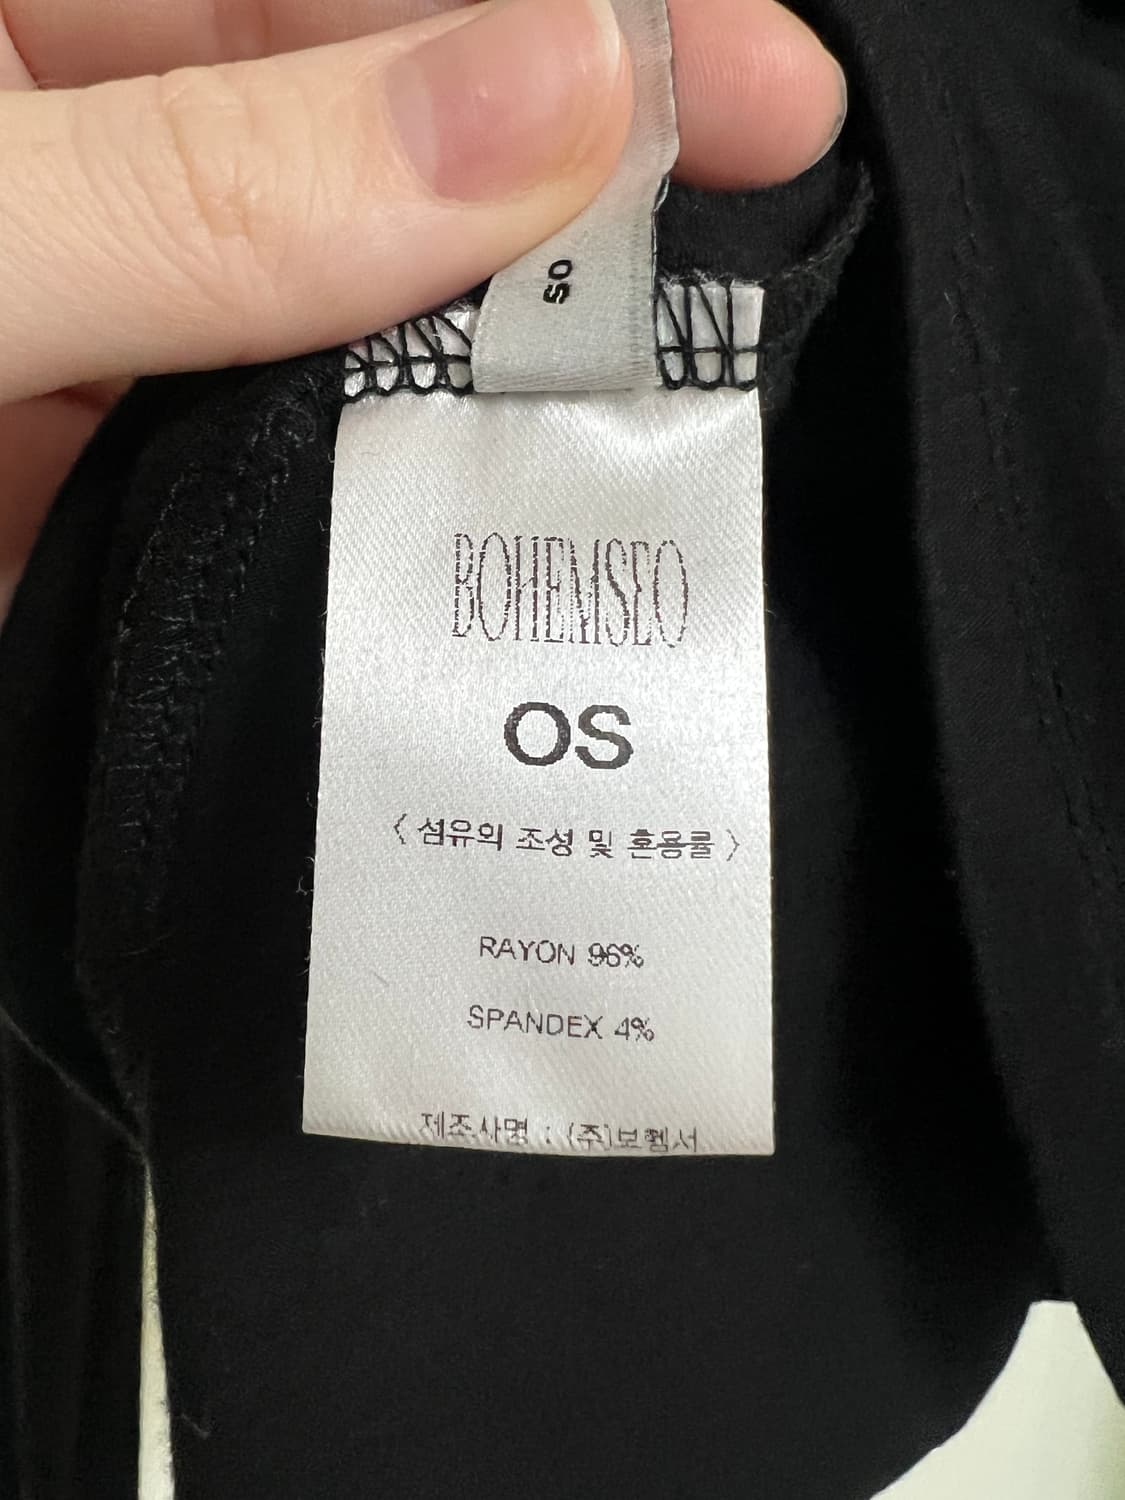 OS
BOHEMSEO
OS
〈 섬유의 조성 및 혼용률 〉
RAYON 96%
SPANDEX 4%
제조사명 : (주)보헴서